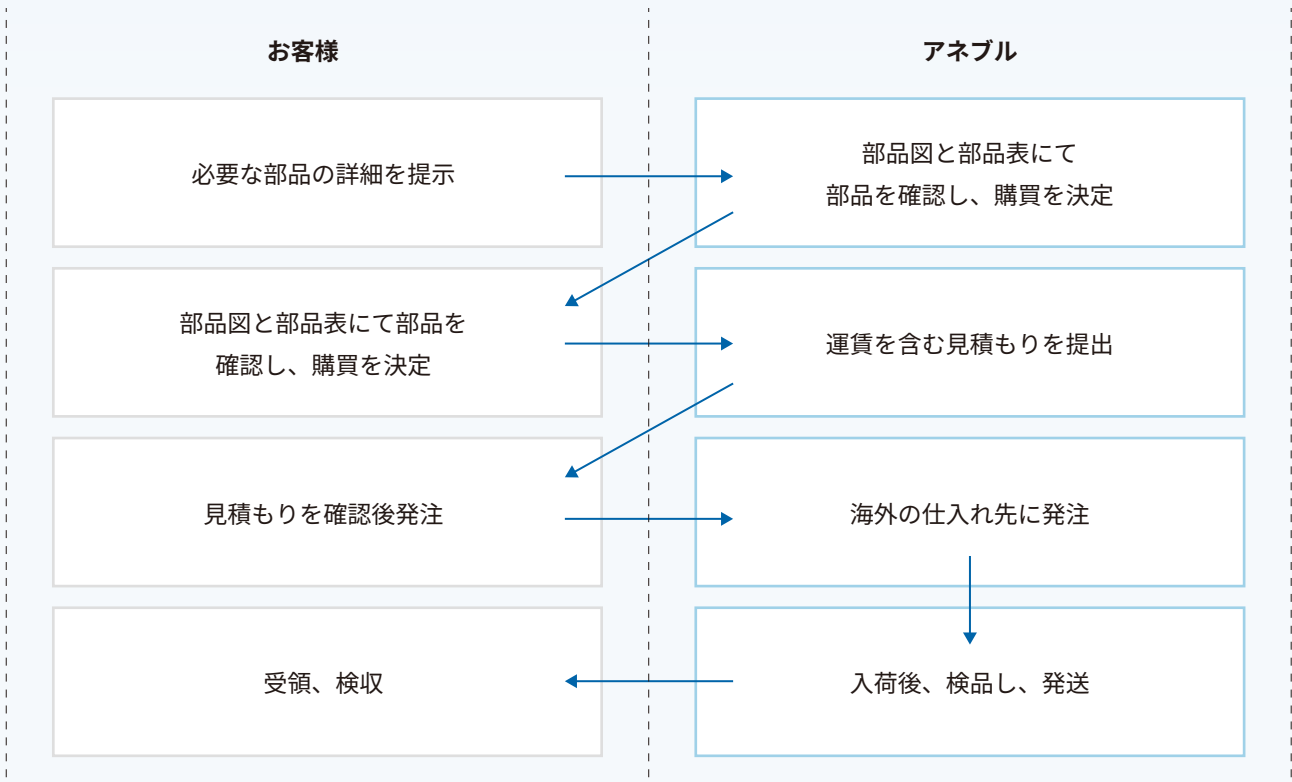 お客様
アネブル
必要な部品の詳細を提示
部品図と部品表にて
部品を確認し、購買を決定
部品図と部品表にて部品を
確認し、購買を決定
運賃を含む見積もりを提出
見積もりを確認後発注
海外の仕入れ先に発注
受領、検収
入荷後、検品し、発送